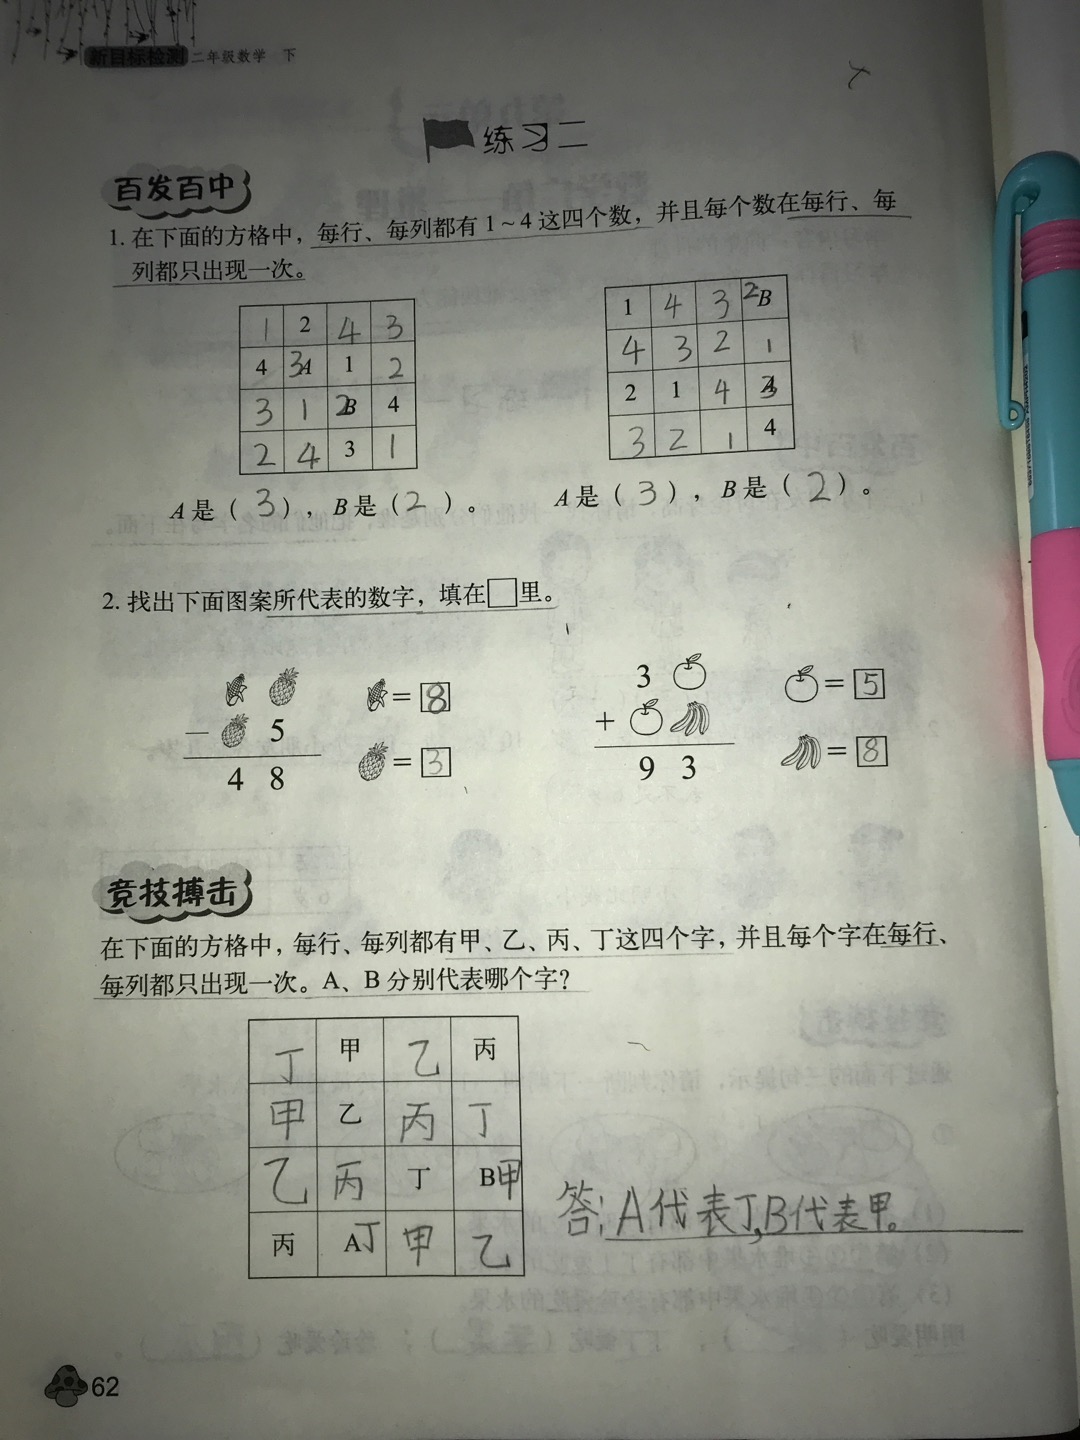 新目标检测 二年级数学 下
练习二
百发百中
1. 在下面的方格中，每行、每列都有1~4这四个数，并且每个数在每行、每
列都只出现一次。
1 2 4 3
4 3A 1 2
3 1 2B 4
2 4 3 1
1 4 3 2B
4 3 2 1
2 1 4 3A
3 2 1 4
A是（3），B是（2）。
A是（3），B是（2）。
2. 找出下面图案所代表的数字，填在□里。
= 8
− 5
= 3
4 8
3
= 5
+
= 8
9 3
竞技搏击
在下面的方格中，每行、每列都有甲、乙、丙、丁这四个字，并且每个字在每行、
每列都只出现一次。A、B分别代表哪个字？
丁 甲 乙 丙
甲 乙 丙 丁
乙 丙 丁 B甲
丙 A丁 甲 乙
答：A代表丁，B代表甲。
62